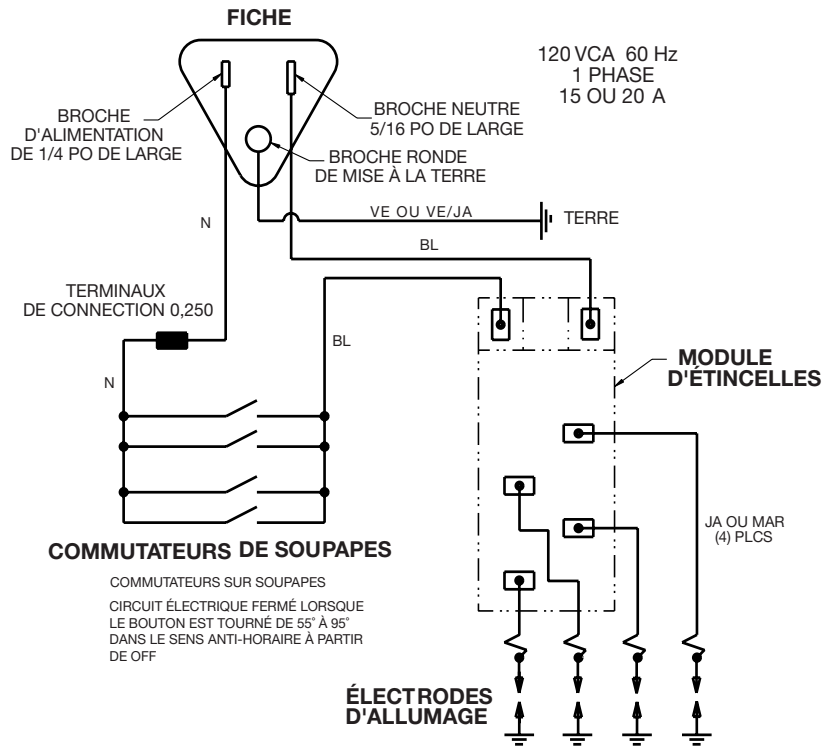 FICHE
120 VCA 60 Hz
1 PHASE
15 OU 20 A
BROCHE
D'ALIMENTATION
DE 1/4 PO DE LARGE
BROCHE NEUTRE
5/16 PO DE LARGE
BROCHE RONDE
DE MISE À LA TERRE
N
VE OU VE/JA
TERRE
BL
TERMINAUX
DE CONNECTION 0,250
BL
N
MODULE
D'ÉTINCELLES
JA OU MAR
(4) PLCS
COMMUTATEURS DE SOUPAPES
COMMUTATEURS SUR SOUPAPES
CIRCUIT ÉLECTRIQUE FERMÉ LORSQUE
LE BOUTON EST TOURNÉ DE 55° À 95°
DANS LE SENS ANTI-HORAIRE À PARTIR
DE OFF
ÉLECTRODES
D'ALLUMAGE